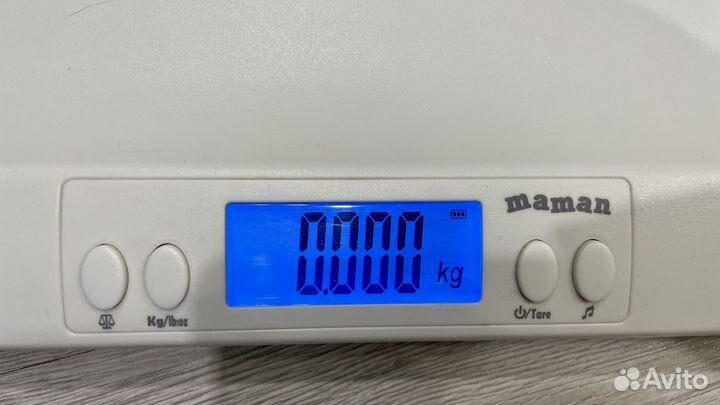 maman
0.000 kg
Kg/lb:oz
/Tare
Avito